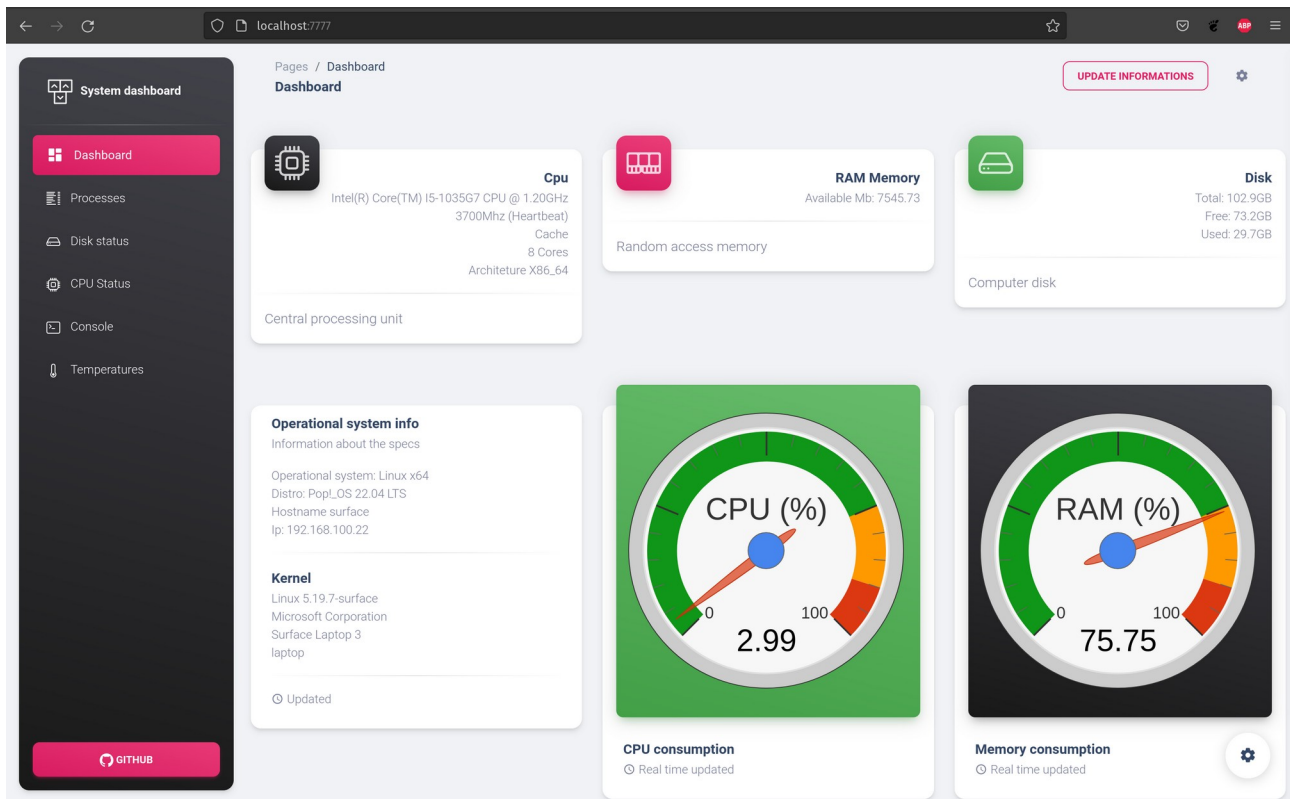 localhost:7777
ABP
System dashboard
Dashboard
Processes
Disk status
CPU Status
Console
Temperatures
GITHUB
Pages / Dashboard
Dashboard
UPDATE INFORMATIONS
Cpu
Intel(R) Core(TM) I5-1035G7 CPU @ 1.20GHz
3700Mhz (Heartbeat)
Cache
8 Cores
Architeture X86_64
Central processing unit
RAM Memory
Available Mb: 7545.73
Random access memory
Disk
Total: 102.9GB
Free: 73.2GB
Used: 29.7GB
Computer disk
Operational system info
Information about the specs
Operational system: Linux x64
Distro: Pop!_OS 22.04 LTS
Hostname surface
Ip: 192.168.100.22
Kernel
Linux 5.19.7-surface
Microsoft Corporation
Surface Laptop 3
laptop
Updated
CPU (%)
0 100
2.99
CPU consumption
Real time updated
RAM (%)
0 100
75.75
Memory consumption
Real time updated